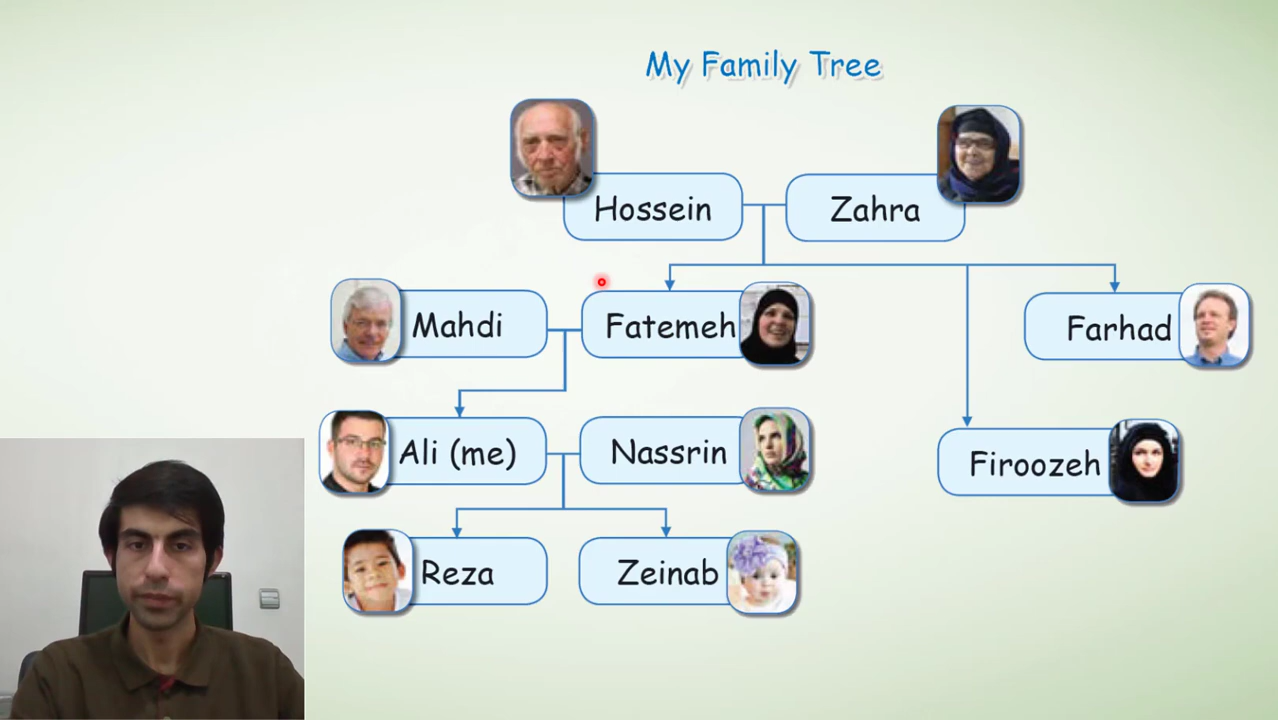 My Family Tree
Hossein
Zahra
Mahdi
Fatemeh
Farhad
Ali (me)
Nassrin
Firoozeh
Reza
Zeinab